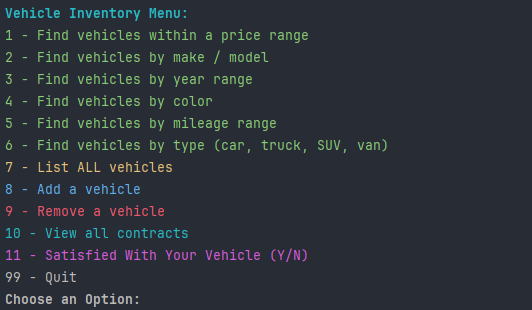 Vehicle Inventory Menu:
1 - Find vehicles within a price range
2 - Find vehicles by make / model
3 - Find vehicles by year range
4 - Find vehicles by color
5 - Find vehicles by mileage range
6 - Find vehicles by type (car, truck, SUV, van)
7 - List ALL vehicles
8 - Add a vehicle
9 - Remove a vehicle
10 - View all contracts
11 - Satisfied With Your Vehicle (Y/N)
99 - Quit
Choose an Option: